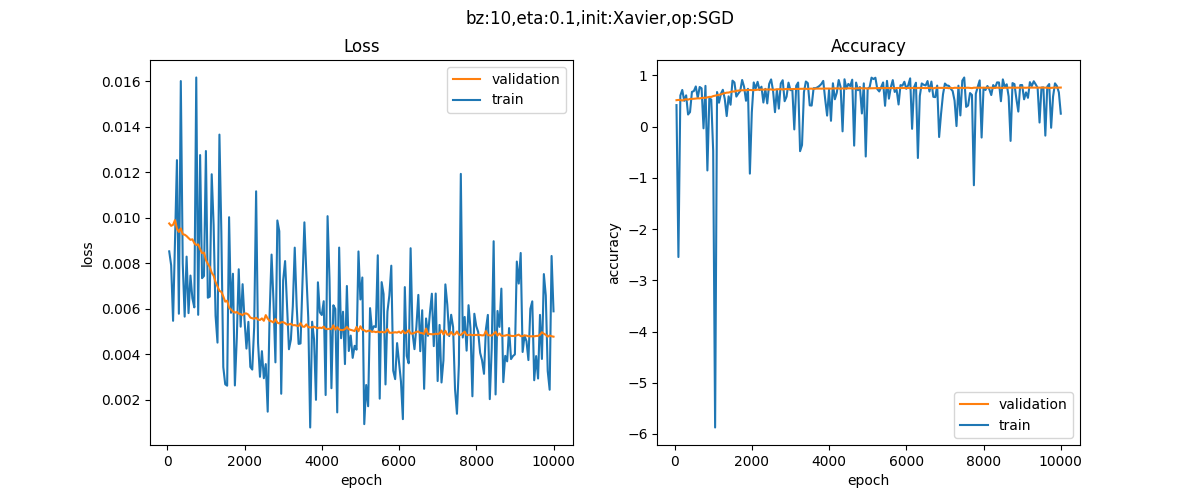 bz:10,eta:0.1,init:Xavier,op:SGD
Loss
validation
train
0.016
0.014
0.012
0.010
0.008
0.006
0.004
0.002
loss
0
2000
4000
6000
8000
10000
epoch
Accuracy
1
0
−1
−2
−3
−4
−5
−6
accuracy
validation
train
0
2000
4000
6000
8000
10000
epoch